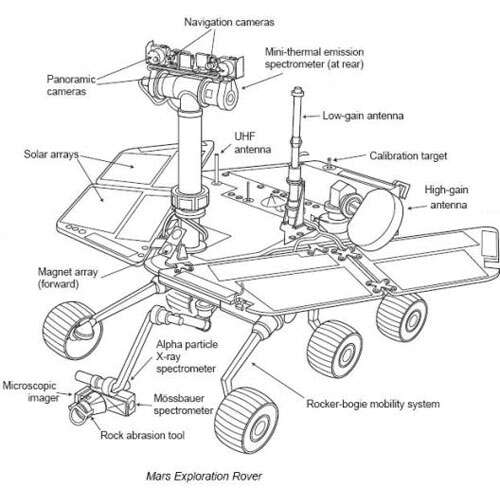 Navigation cameras
Panoramic
cameras
Mini-thermal emission
spectrometer (at rear)
Low-gain antenna
UHF
antenna
Solar arrays
Calibration target
High-gain
antenna
Magnet array
(forward)
Alpha particle
X-ray
spectrometer
Microscopic
imager
Mössbauer
spectrometer
Rocker-bogie mobility system
Rock abrasion tool
Mars Exploration Rover